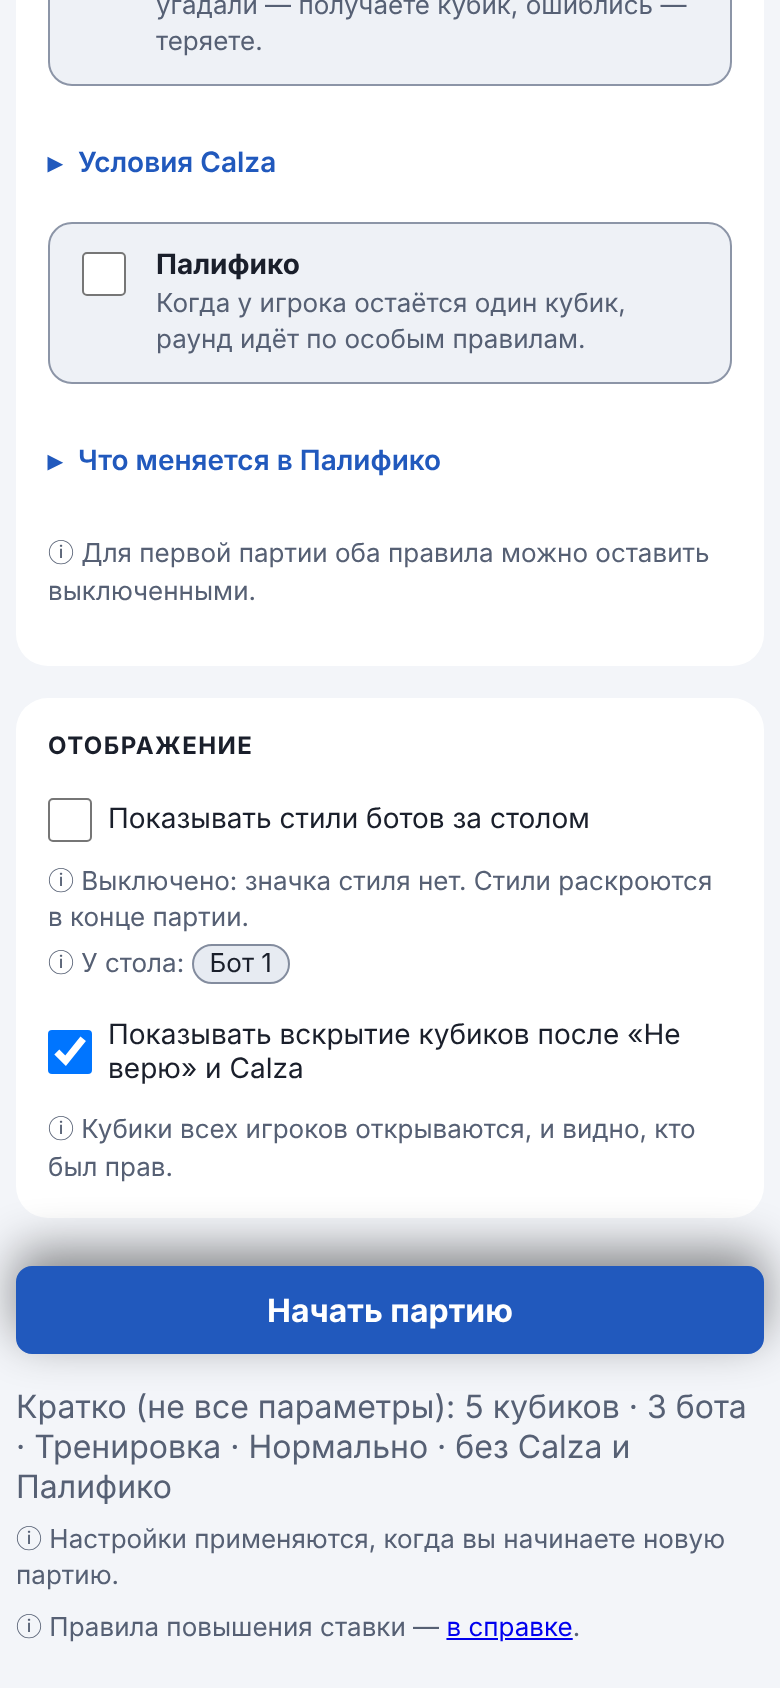 угадали — получаете кубик, ошиблись —
теряете.
▸ Условия Calza
Палифико
Когда у игрока остаётся один кубик,
раунд идёт по особым правилам.
▸ Что меняется в Палифико
ⓘ Для первой партии оба правила можно оставить
выключенными.
ОТОБРАЖЕНИЕ
Показывать стили ботов за столом
ⓘ Выключено: значка стиля нет. Стили раскроются
в конце партии.
ⓘ У стола: Бот 1
Показывать вскрытие кубиков после «Не
верю» и Calza
ⓘ Кубики всех игроков открываются, и видно, кто
был прав.
Начать партию
Кратко (не все параметры): 5 кубиков · 3 бота
· Тренировка · Нормально · без Calza и
Палифико
ⓘ Настройки применяются, когда вы начинаете новую
партию.
ⓘ Правила повышения ставки — в справке.